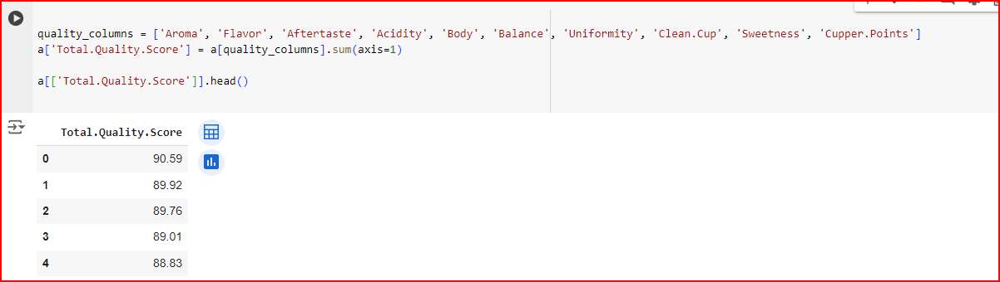 quality_columns = ['Aroma', 'Flavor', 'Aftertaste', 'Acidity', 'Body', 'Balance', 'Uniformity', 'Clean.Cup', 'Sweetness', 'Cupper.Points']
a['Total.Quality.Score'] = a[quality_columns].sum(axis=1)
a[['Total.Quality.Score']].head()
Total.Quality.Score
0 90.59
1 89.92
2 89.76
3 89.01
4 88.83